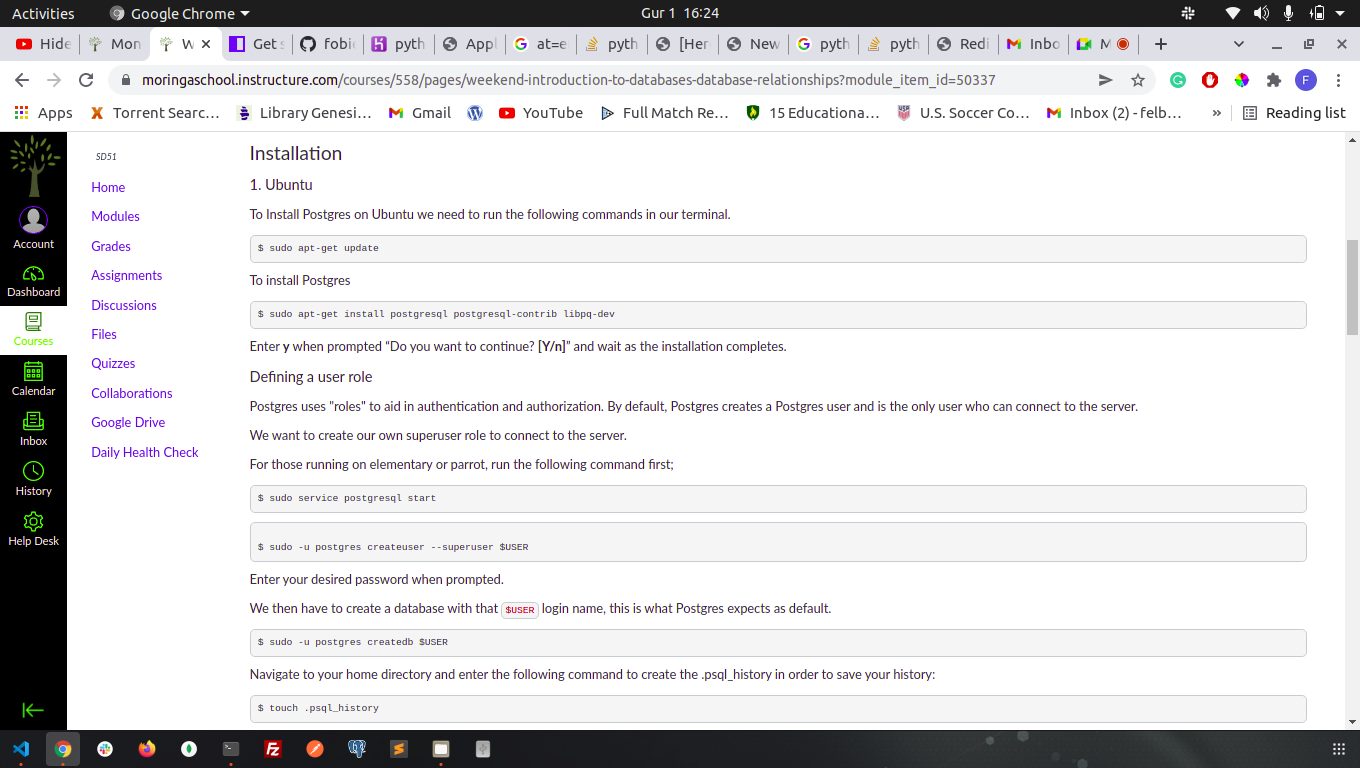 Activities
Google Chrome
Gur 1 16:24
Hide
Mon
W
Get s
fobi
pyth
Appl
at=e
pyth
[Her
New
pyth
pyth
Redi
Inbo
M
moringaschool.instructure.com/courses/558/pages/weekend-introduction-to-databases-database-relationships?module_item_id=50337
F
Apps
Torrent Searc…
Library Genesi…
Gmail
YouTube
Full Match Re…
15 Educationa…
U.S. Soccer Co…
Inbox (2) - felb…
»
Reading list
Account
Dashboard
Courses
Calendar
Inbox
History
Help Desk
SD51
Home
Modules
Grades
Assignments
Discussions
Files
Quizzes
Collaborations
Google Drive
Daily Health Check
Installation
1. Ubuntu
To Install Postgres on Ubuntu we need to run the following commands in our terminal.
$ sudo apt-get update
To install Postgres
$ sudo apt-get install postgresql postgresql-contrib libpq-dev
Enter y when prompted “Do you want to continue? [Y/n]” and wait as the installation completes.
Defining a user role
Postgres uses "roles" to aid in authentication and authorization. By default, Postgres creates a Postgres user and is the only user who can connect to the server.
We want to create our own superuser role to connect to the server.
For those running on elementary or parrot, run the following command first;
$ sudo service postgresql start
$ sudo -u postgres createuser --superuser $USER
Enter your desired password when prompted.
We then have to create a database with that $USER login name, this is what Postgres expects as default.
$ sudo -u postgres createdb $USER
Navigate to your home directory and enter the following command to create the .psql_history in order to save your history:
$ touch .psql_history